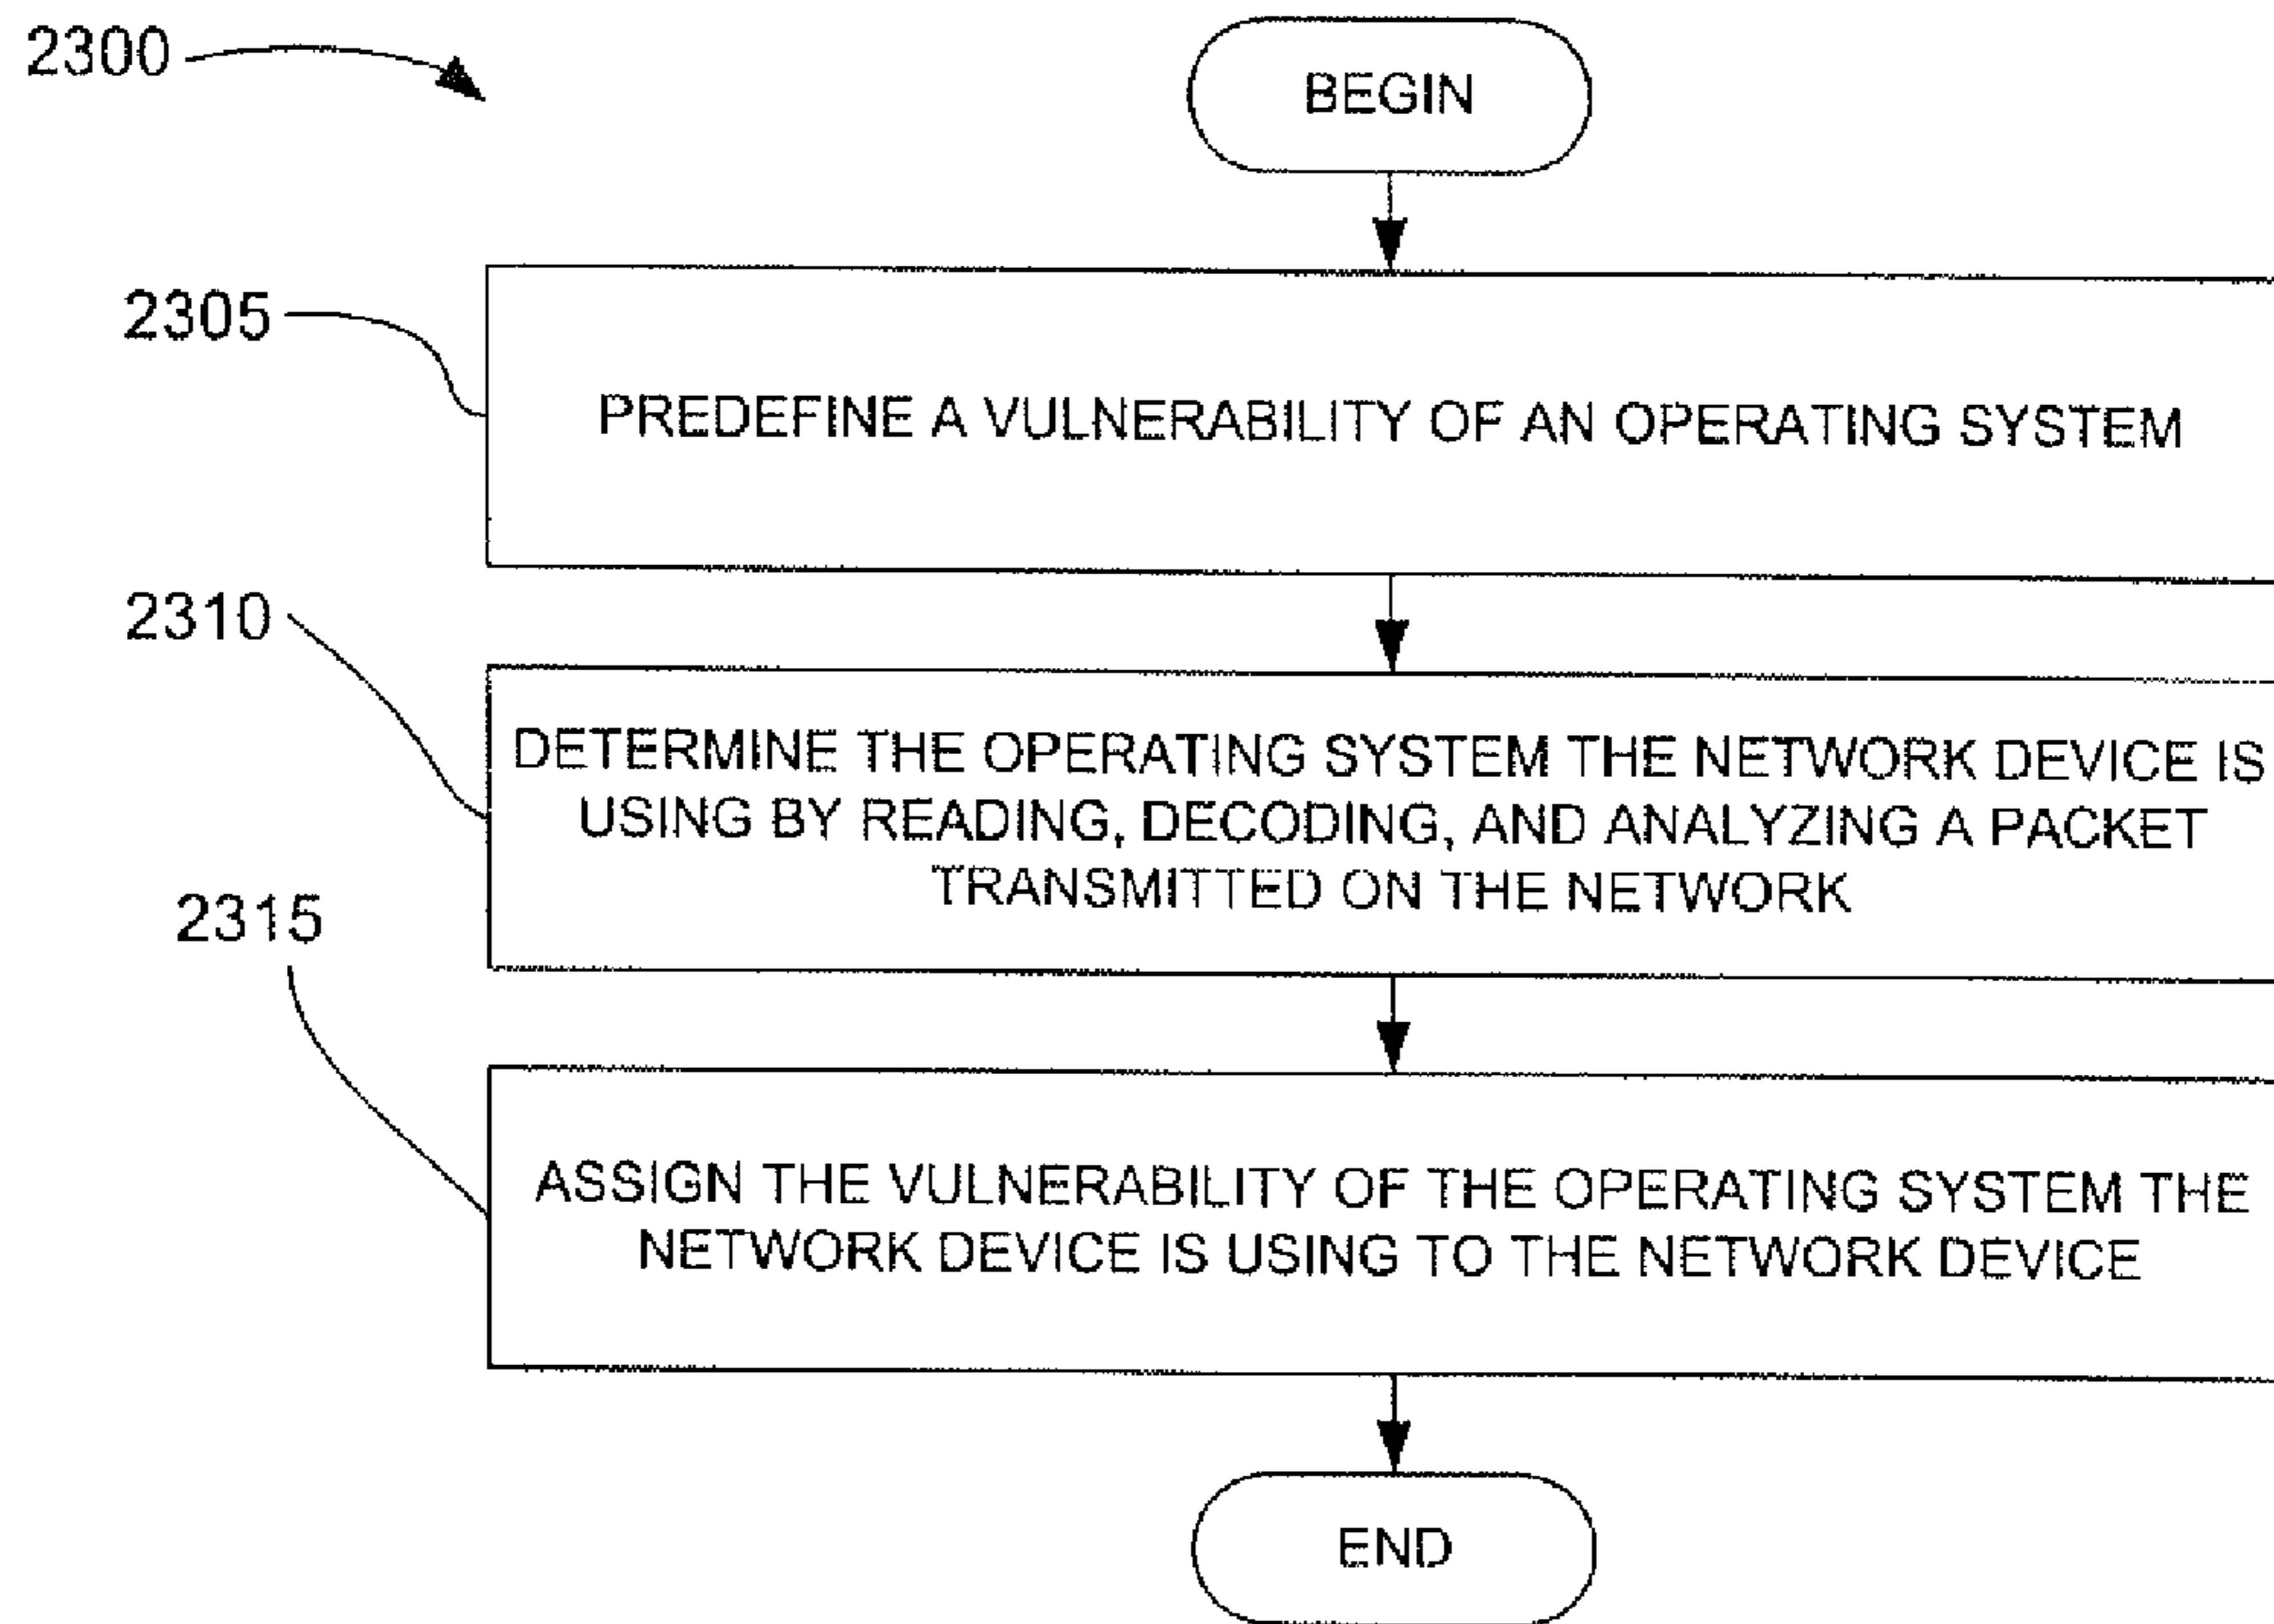 2300
BEGIN
2305
PREDEFINE A VULNERABILITY OF AN OPERATING SYSTEM
2310
DETERMINE THE OPERATING SYSTEM THE NETWORK DEVICE IS
USING BY READING, DECODING, AND ANALYZING A PACKET
TRANSMITTED ON THE NETWORK
2315
ASSIGN THE VULNERABILITY OF THE OPERATING SYSTEM THE
NETWORK DEVICE IS USING TO THE NETWORK DEVICE
END